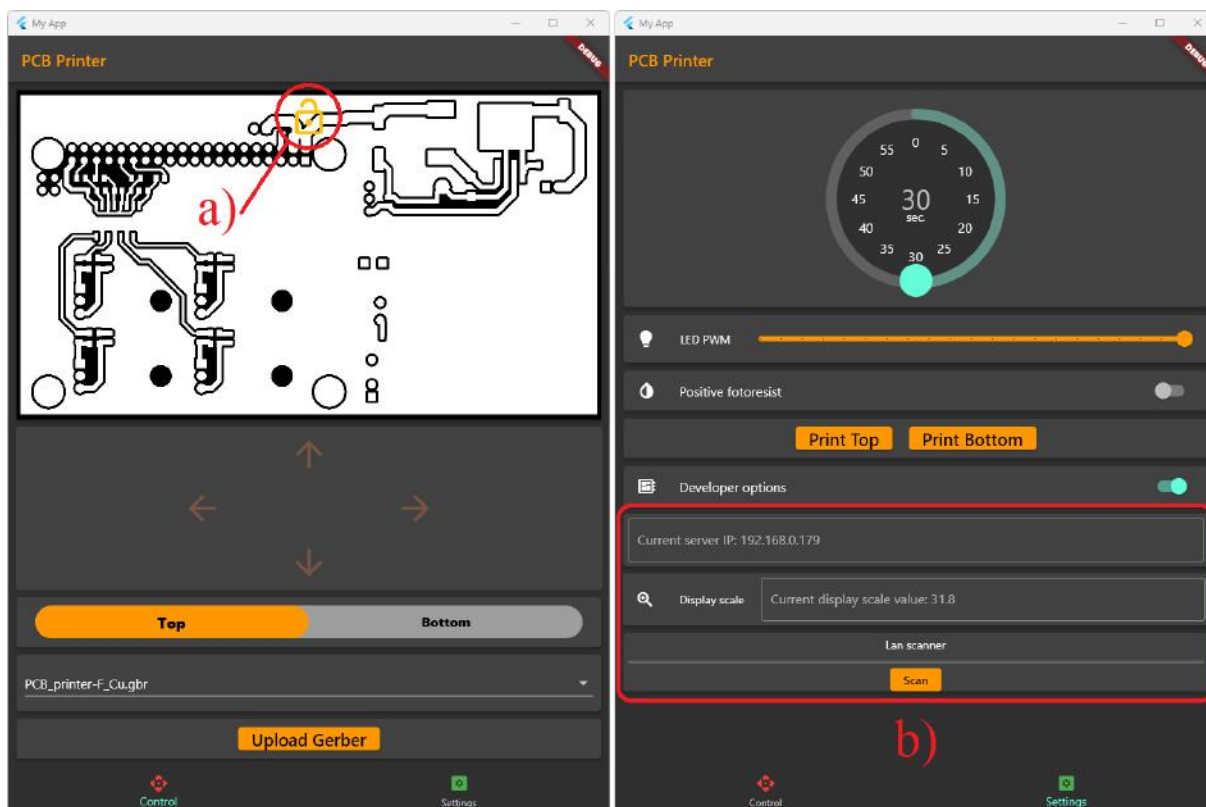 My App
PCB Printer
DEBUG
a)
Top
Bottom
PCB_printer-F_Cu.gbr
Upload Gerber
Control
Settings
My App
PCB Printer
DEBUG
0
5
10
15
20
25
30
35
40
45
50
55
30
sec.
LED PWM
Positive fotoresist
Print Top
Print Bottom
Developer options
Current server IP: 192.168.0.179
Display scale
Current display scale value: 31.8
Lan scanner
Scan
b)
Control
Settings